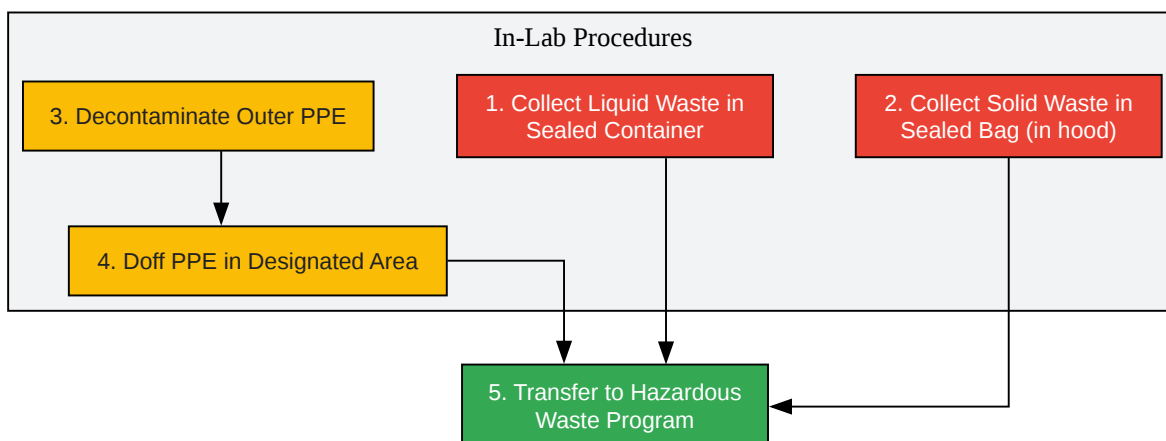 In-Lab Procedures
3. Decontaminate Outer PPE
1. Collect Liquid Waste in
Sealed Container
2. Collect Solid Waste in
Sealed Bag (in hood)
4. Doff PPE in Designated Area
5. Transfer to Hazardous
Waste Program